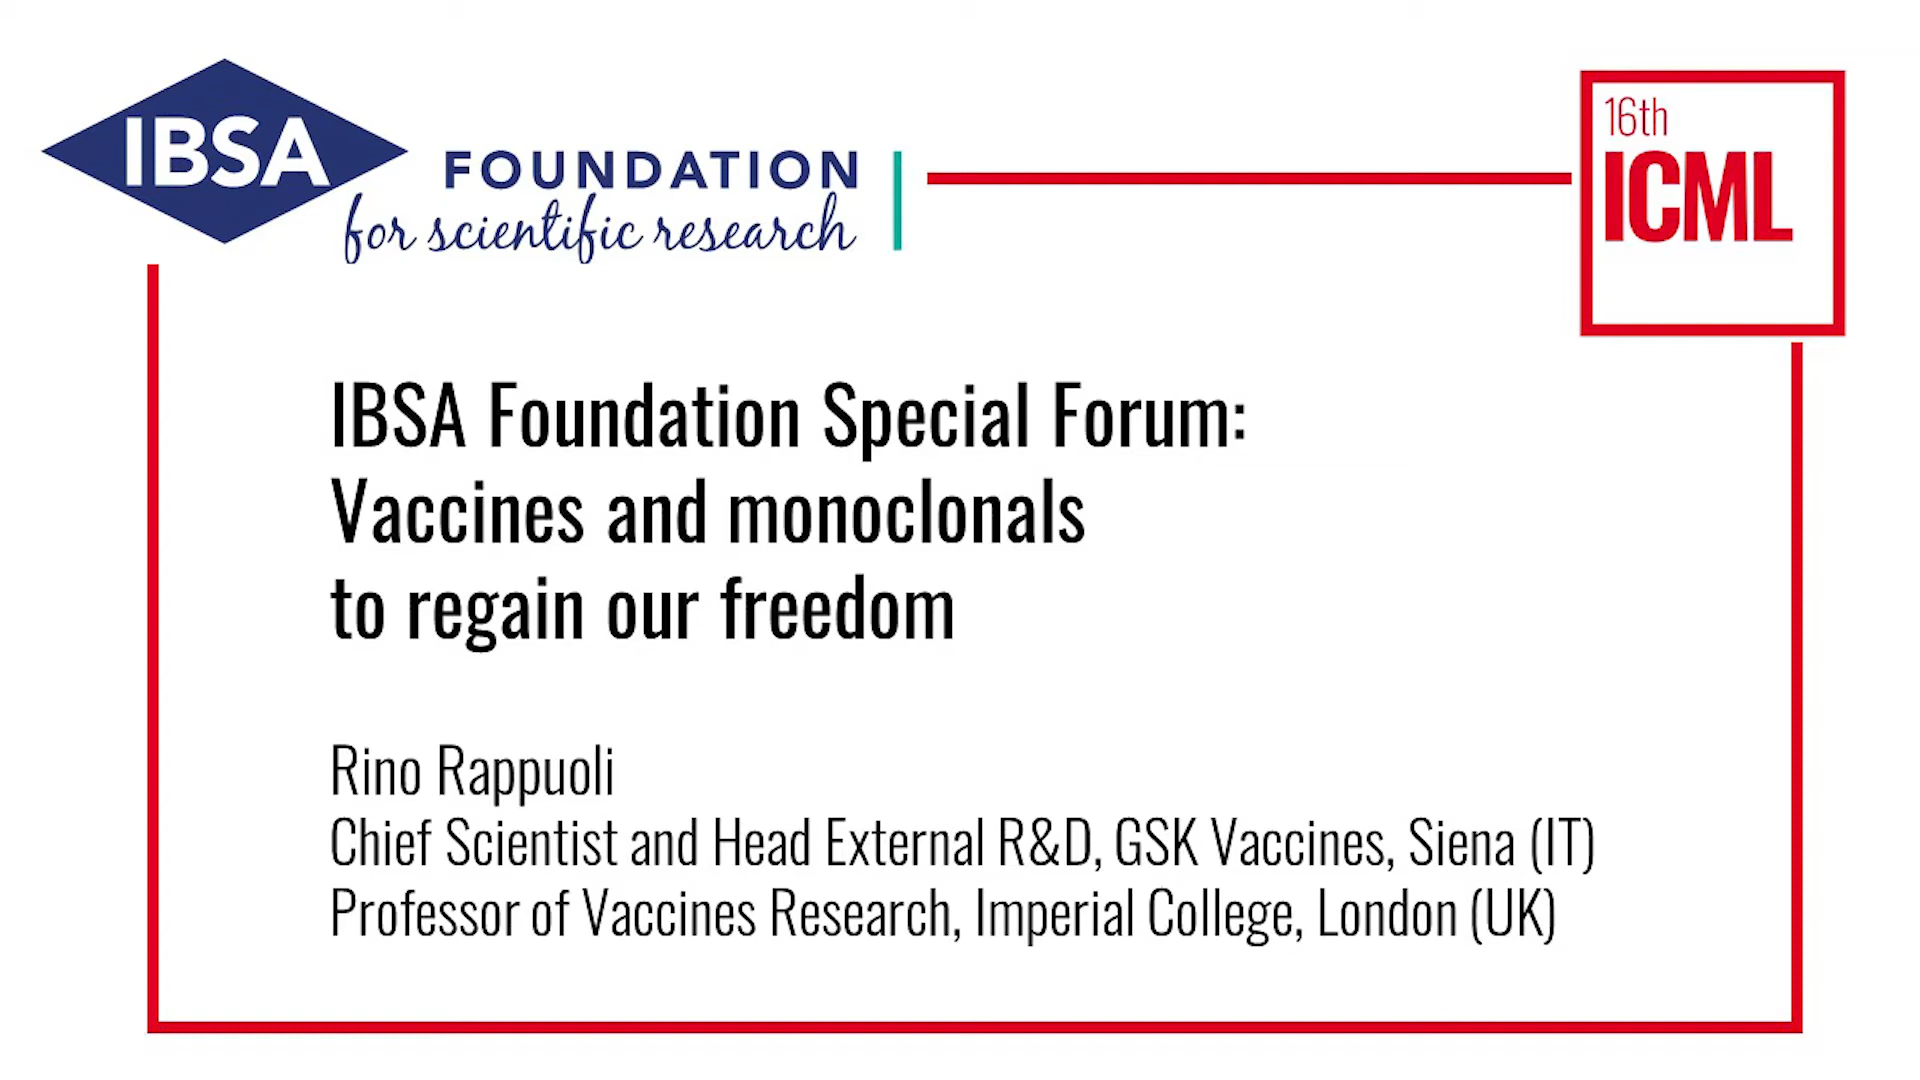 IBSA
FOUNDATION
for scientific research
16th
ICML
IBSA Foundation Special Forum:
Vaccines and monoclonals
to regain our freedom
Rino Rappuoli
Chief Scientist and Head External R&D, GSK Vaccines, Siena (IT)
Professor of Vaccines Research, Imperial College, London (UK)